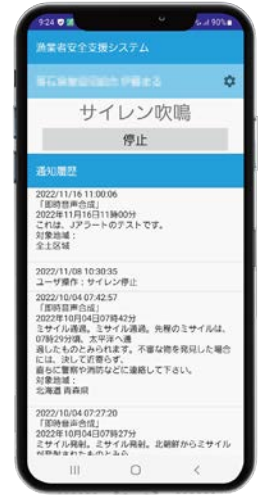 9:24
90%
漁業者安全支援システム
サイレン吹鳴
停止
通知履歴
2022/11/16 11:00:06
「即時音声合成」
2022年11月16日11時00分
これは、Jアラートのテストです。
対象地域：
全土区域
2022/11/08 10:30:35
ユーザ操作：サイレン停止
2022/10/04 07:42:57
「即時音声合成」
2022年10月04日07時42分
ミサイル通過。ミサイル通過。先程のミサイルは、
07時29分頃、太平洋へ通
過したものとみられます。不審な物を発見した場合
には、決して近寄らず、
直ちに警察や消防などに連絡して下さい。
対象地域：
北海道 青森県
2022/10/04 07:27:20
「即時音声合成」
2022年10月04日07時27分
ミサイル発射。ミサイル発射。北朝鮮からミサイル
が発射されたものとみら